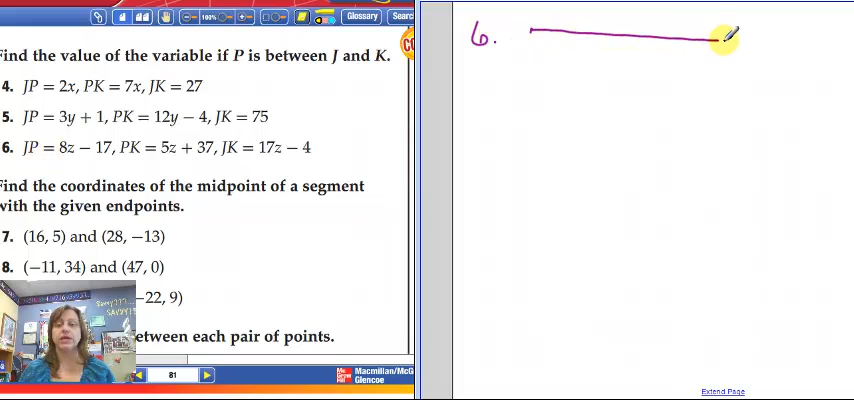 100%
Glossary
Searc
Find the value of the variable if P is between J and K.
CO
4. JP = 2x, PK = 7x, JK = 27
5. JP = 3y + 1, PK = 12y − 4, JK = 75
6. JP = 8z − 17, PK = 5z + 37, JK = 17z − 4
Find the coordinates of the midpoint of a segment
with the given endpoints.
7. (16, 5) and (28, −13)
8. (−11, 34) and (47, 0)
−22, 9)
etween each pair of points.
81
Macmillan/McG
Glencoe
6.
Extend Page